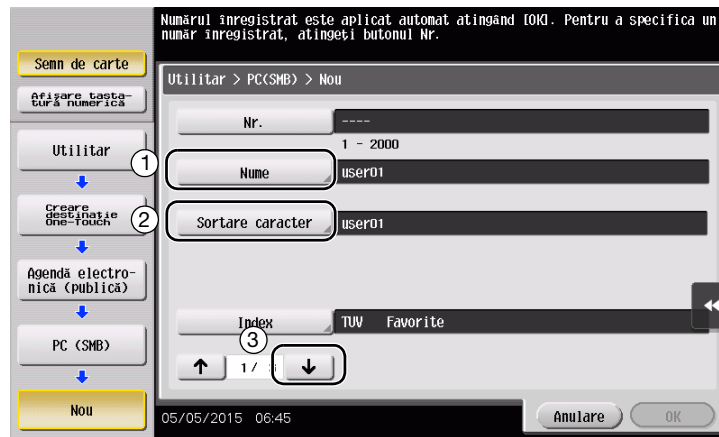 Numărul înregistrat este aplicat automat atingând [OK]. Pentru a specifica un
număr înregistrat, atingeți butonul Nr.
Semn de carte
Afișare tasta-
tură numerică
Utilitar > PC(SMB) > Nou
Nr.
----
1 - 2000
Utilitar
1
Nume
user01
Creare
destinație
One-Touch
2
Sortare caracter
user01
Agendă electro-
nică (publică)
Index
TUV Favorite
3
PC (SMB)
↑ 1/ ↓
Nou
05/05/2015 06:45
Anulare
OK